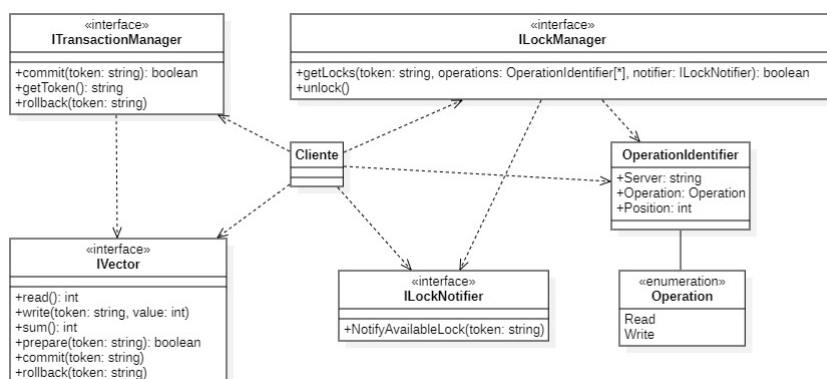 «interface»
ITransactionManager
+commit(token: string): boolean
+getToken(): string
+rollback(token: string)
«interface»
ILockManager
+getLocks(token: string, operations: OperationIdentifier[*], notifier: ILockNotifier): boolean
+unlock()
Cliente
OperationIdentifier
+Server: string
+Operation: Operation
+Position: int
«interface»
IVector
+read(): int
+write(token: string, value: int)
+sum(): int
+prepare(token: string): boolean
+commit(token: string)
+rollback(token: string)
«interface»
ILockNotifier
+NotifyAvailableLock(token: string)
«enumeration»
Operation
Read
Write